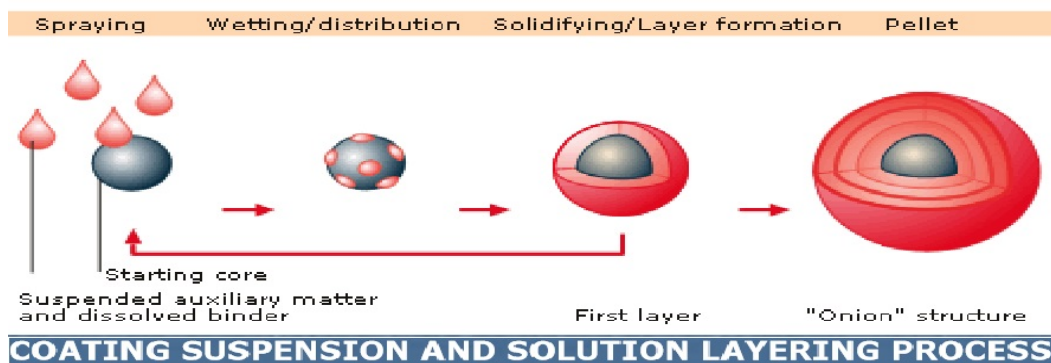 Spraying Wetting/distribution Solidifying/Layer formation Pellet
Starting core
Suspended auxiliary matter
and dissolved binder
First layer
"Onion" structure
COATING SUSPENSION AND SOLUTION LAYERING PROCESS